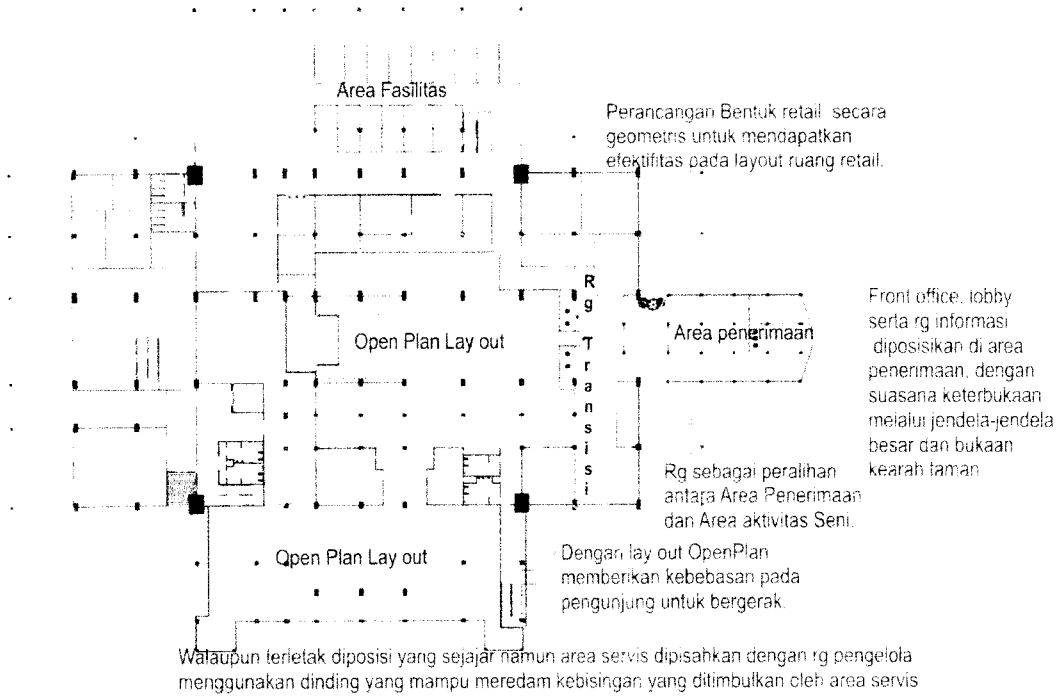 Area Fasilitas
Perancangan Bentuk retail secara
geometris untuk mendapatkan
efektifitas pada layout ruang retail.
Rg Transisi
Open Plan Lay out
Area penerimaan
Front office, lobby
serta rg informasi
diposisikan di area
penerimaan, dengan
suasana keterbukaan
melalui jendela-jendela
besar dan bukaan
kearah taman
Rg sebagai peralihan
antara Area Penerimaan
dan Area aktivitas Seni.
Open Plan Lay out
Dengan lay out OpenPlan
memberikan kebebasan pada
pengunjung untuk bergerak.
Walaupun terletak diposisi yang sejajar namun area servis dipisahkan dengan rg pengelola
menggunakan dinding yang mampu meredam kebisingan yang ditimbulkan oleh area servis